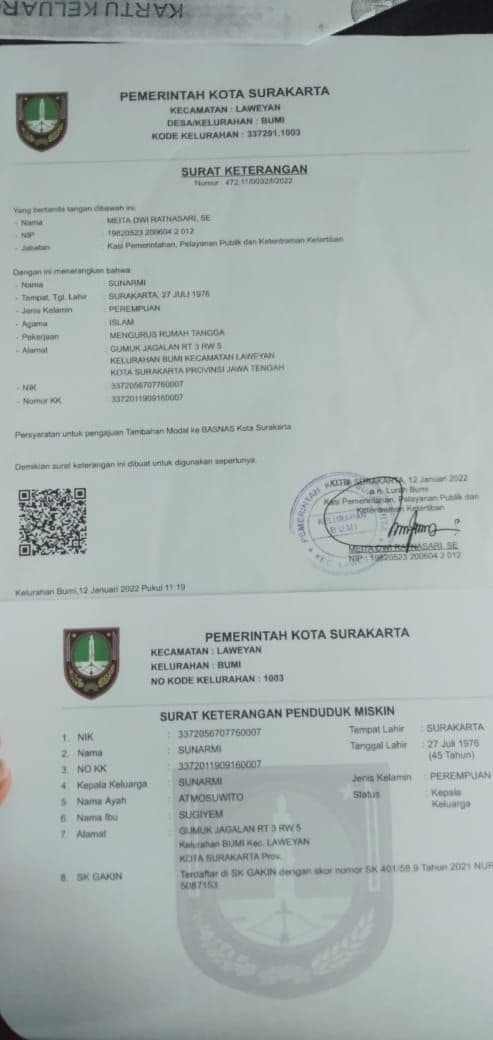 KARTU KELUAR
PEMERINTAH KOTA SURAKARTA
KECAMATAN : LAWEYAN
DESA/KELURAHAN : BUMI
KODE KELURAHAN : 337201.1003
SURAT KETERANGAN
Nomor : 472.11/0032/I/2022
Yang bertanda tangan dibawah ini:
- Nama : MEITA DWI RATNASARI, SE
- NIP : 19820523 200604 2 012
- Jabatan : Kasi Pemerintahan, Pelayanan Publik dan Ketentraman Ketertiban
Dengan ini menerangkan bahwa:
- Nama : SUNARMI
- Tempat, Tgl. Lahir : SURAKARTA, 27 JULI 1976
- Jenis Kelamin : PEREMPUAN
- Agama : ISLAM
- Pekerjaan : MENGURUS RUMAH TANGGA
- Alamat : GUMUK JAGALAN RT 3 RW 5
KELURAHAN BUMI KECAMATAN LAWEYAN
KOTA SURAKARTA PROVINSI JAWA TENGAH
- NIK : 3372056707760007
- Nomor KK : 3372011909160007
Persyaratan untuk pengajuan Tambahan Modal ke BASNAS Kota Surakarta.
Demikian surat keterangan ini dibuat untuk digunakan seperlunya.
KOTA SURAKARTA, 12 Januari 2022
a.n. Lurah Bumi
Kasi Pemerintahan, Pelayanan Publik dan
Ketentraman Ketertiban
KELURAHAN
BUMI
MEITA DWI RATNASARI, SE
NIP : 19820523 200604 2 012
Kelurahan Bumi,12 Januari 2022 Pukul 11:19
PEMERINTAH KOTA SURAKARTA
KECAMATAN : LAWEYAN
KELURAHAN : BUMI
NO KODE KELURAHAN : 1003
SURAT KETERANGAN PENDUDUK MISKIN
1. NIK : 3372056707760007 Tempat Lahir : SURAKARTA
2. Nama : SUNARMI Tanggal Lahir : 27 Juli 1976
(45 Tahun)
3. NO KK : 3372011909160007
4. Kepala Keluarga : SUNARMI Jenis Kelamin : PEREMPUAN
5. Nama Ayah : ATMOSUWITO Status : Kepala
Keluarga
6. Nama Ibu : SUGIYEM
7. Alamat : GUMUK JAGALAN RT 3 RW 5
Kelurahan BUMI Kec. LAWEYAN
KOTA SURAKARTA Prov.
8. SK GAKIN : Terdaftar di SK GAKIN dengan skor nomor SK 401/58.9 Tahun 2021 NUR
5087153